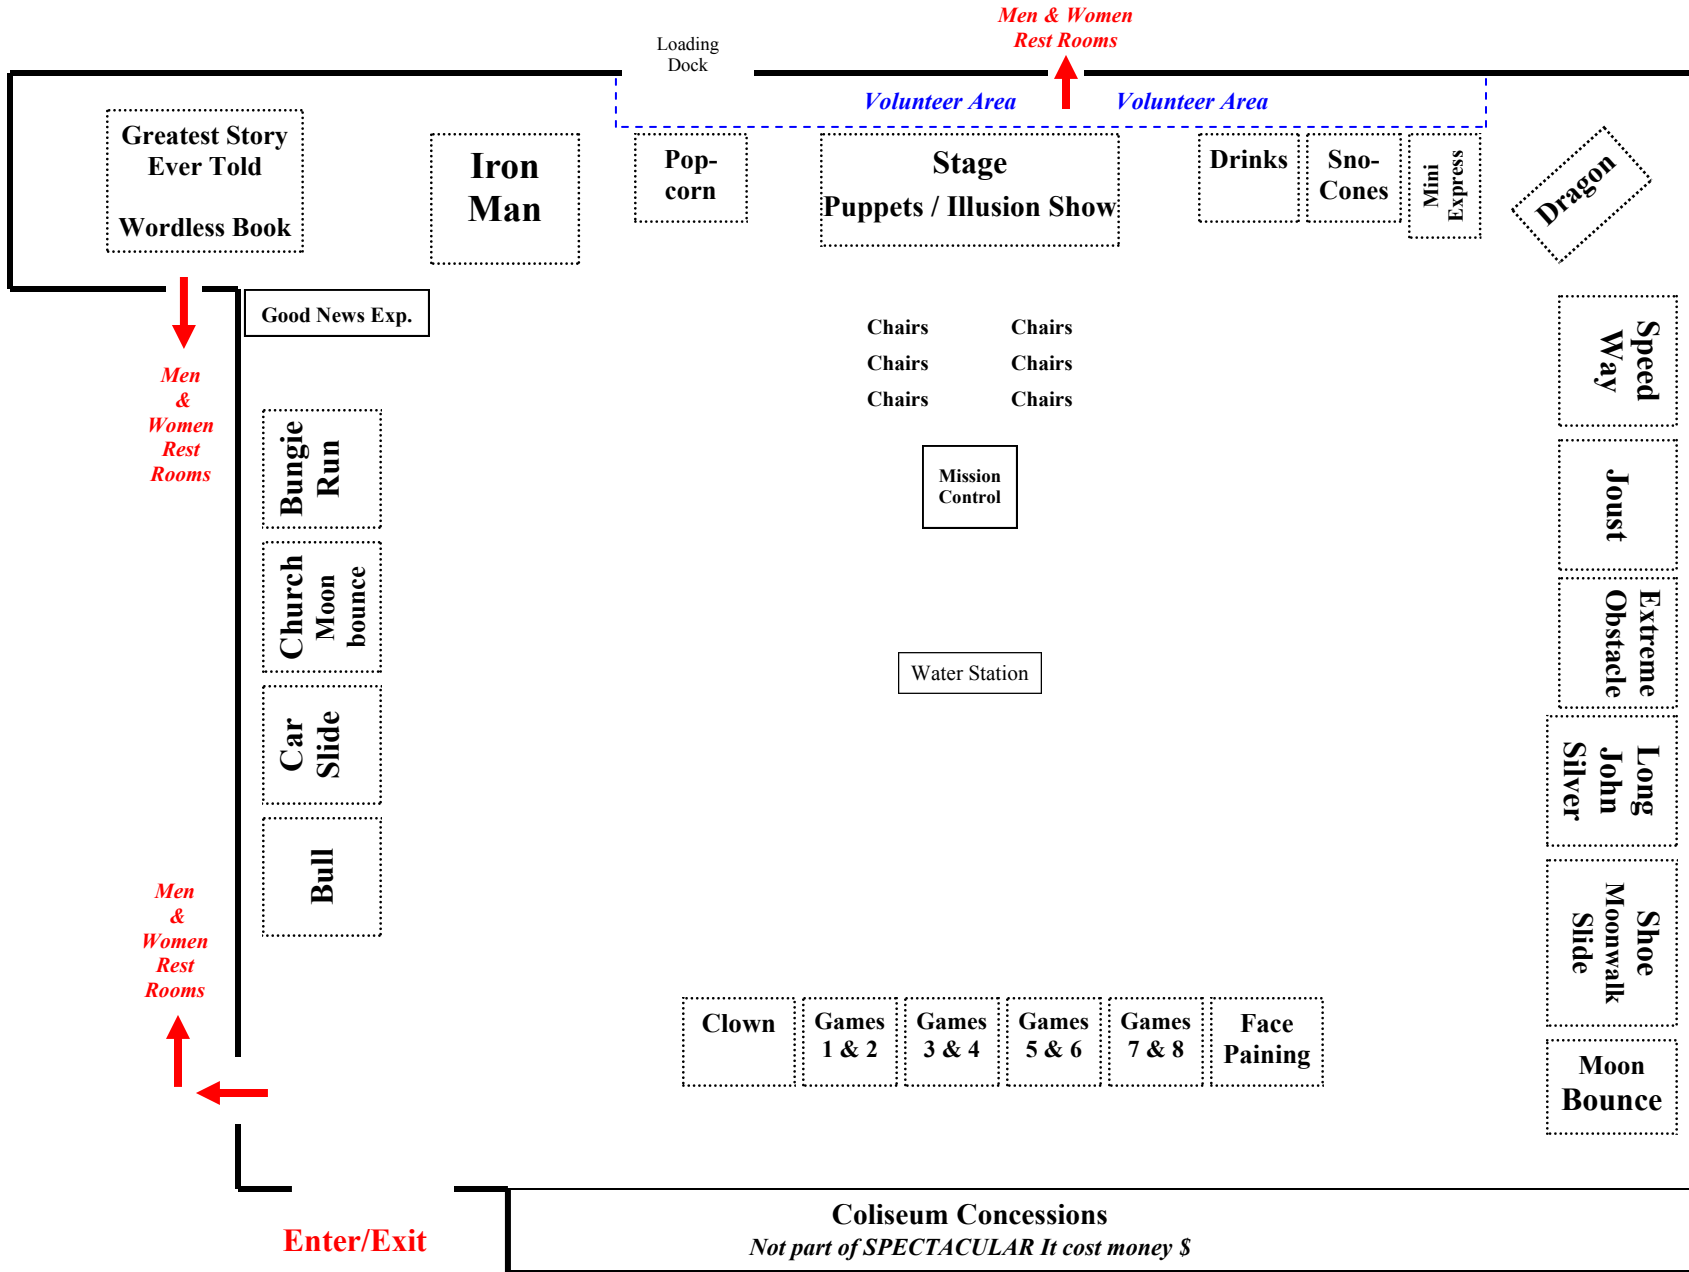 Men & Women
Rest Rooms
Loading
Dock
Volunteer Area
Volunteer Area
Greatest Story
Ever Told
Wordless Book
Iron
Man
Pop-
corn
Stage
Puppets / Illusion Show
Drinks
Sno-
Cones
Mini
Express
Dragon
Good News Exp.
Chairs
Chairs
Chairs
Chairs
Chairs
Chairs
Speed
Way
Men
&
Women
Rest
Rooms
Bungie
Run
Mission
Control
Joust
Church
Moon
bounce
Extreme
Obstacle
Water Station
Car
Slide
Long
John
Silver
Bull
Men
&
Women
Rest
Rooms
Shoe
Moonwalk
Slide
Clown
Games
1 & 2
Games
3 & 4
Games
5 & 6
Games
7 & 8
Face
Paining
Moon
Bounce
Enter/Exit
Coliseum Concessions
Not part of SPECTACULAR It cost money $